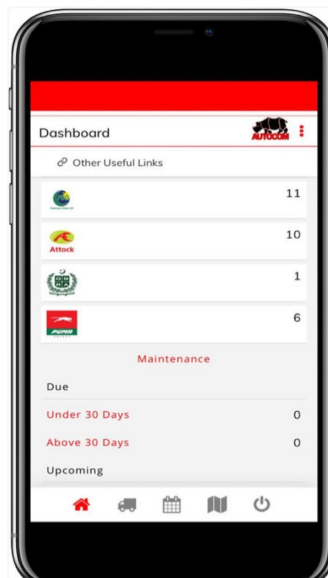 Dashboard
AUTOCOM
Other Useful Links
11
Attock
10
1
6
Maintenance
Due
Under 30 Days 0
Above 30 Days 0
Upcoming